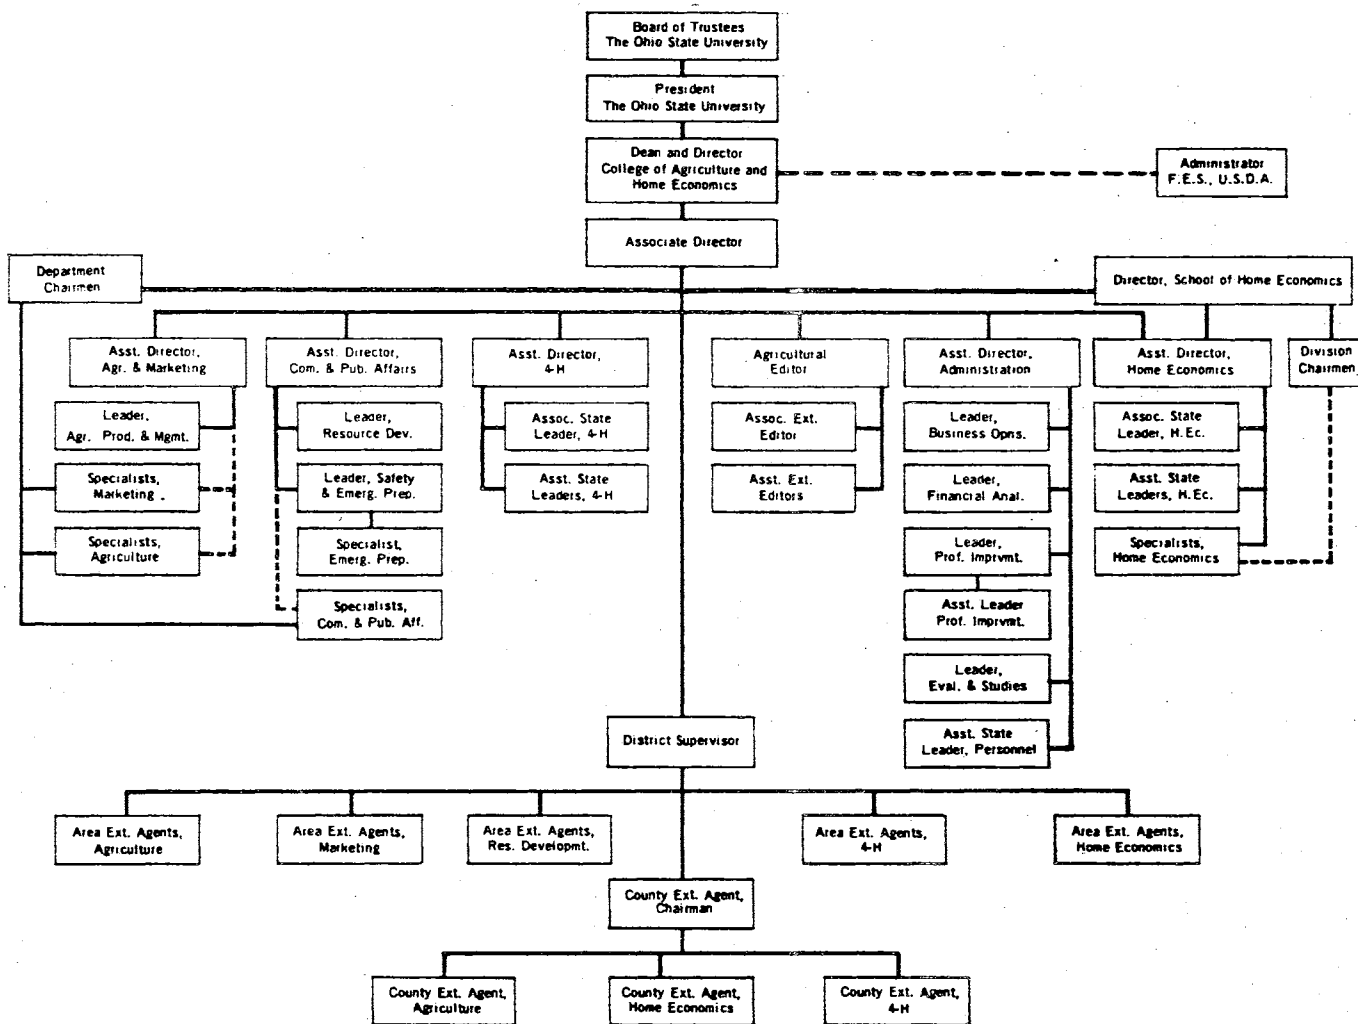 Board of Trustees
The Ohio State University
President
The Ohio State University
Dean and Director
College of Agriculture and
Home Economics
Administrator
F.E.S., U.S.D.A.
Associate Director
Department
Chairmen
Director, School of Home Economics
Asst. Director,
Agr. & Marketing
Asst. Director,
Com. & Pub. Affairs
Asst. Director,
4-H
Agricultural
Editor
Asst. Director,
Administration
Asst. Director,
Home Economics
Division
Chairmen
Leader,
Agr. Prod. & Mgmt.
Leader,
Resource Dev.
Assoc. State
Leader, 4-H
Assoc. Ext.
Editor
Leader,
Business Opns.
Assoc. State
Leader, H.Ec.
Specialists,
Marketing
Leader, Safety
& Emerg. Prep.
Asst. State
Leaders, 4-H
Asst. Ext.
Editors
Leader,
Financial Anal.
Asst. State
Leaders, H.Ec.
Specialists,
Agriculture
Specialist,
Emerg. Prep.
Leader,
Prof. Imprvmt.
Specialists,
Home Economics
Specialists,
Com. & Pub. Aff.
Asst. Leader
Prof. Imprvmt.
Leader,
Eval. & Studies
Asst. State
Leader, Personnel
District Supervisor
Area Ext. Agents,
Agriculture
Area Ext. Agents,
Marketing
Area Ext. Agents,
Res. Developmt.
Area Ext. Agents,
4-H
Area Ext. Agents,
Home Economics
County Ext. Agent,
Chairman
County Ext. Agent,
Agriculture
County Ext. Agent,
Home Economics
County Ext. Agent,
4-H